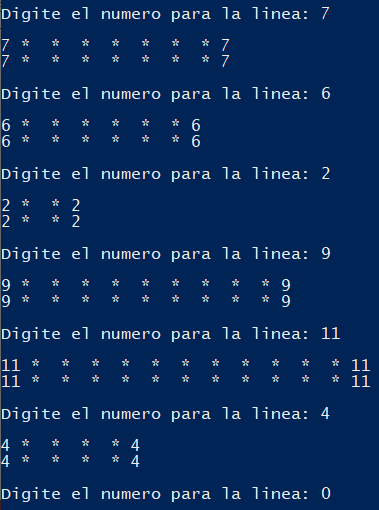 Digite el numero para la linea: 7
7 *  *  *  *  *  *  * 7
7 *  *  *  *  *  *  * 7
Digite el numero para la linea: 6
6 *  *  *  *  *  * 6
6 *  *  *  *  *  * 6
Digite el numero para la linea: 2
2 *  * 2
2 *  * 2
Digite el numero para la linea: 9
9 *  *  *  *  *  *  *  *  * 9
9 *  *  *  *  *  *  *  *  * 9
Digite el numero para la linea: 11
11 *  *  *  *  *  *  *  *  *  *  * 11
11 *  *  *  *  *  *  *  *  *  *  * 11
Digite el numero para la linea: 4
4 *  *  *  * 4
4 *  *  *  * 4
Digite el numero para la linea: 0